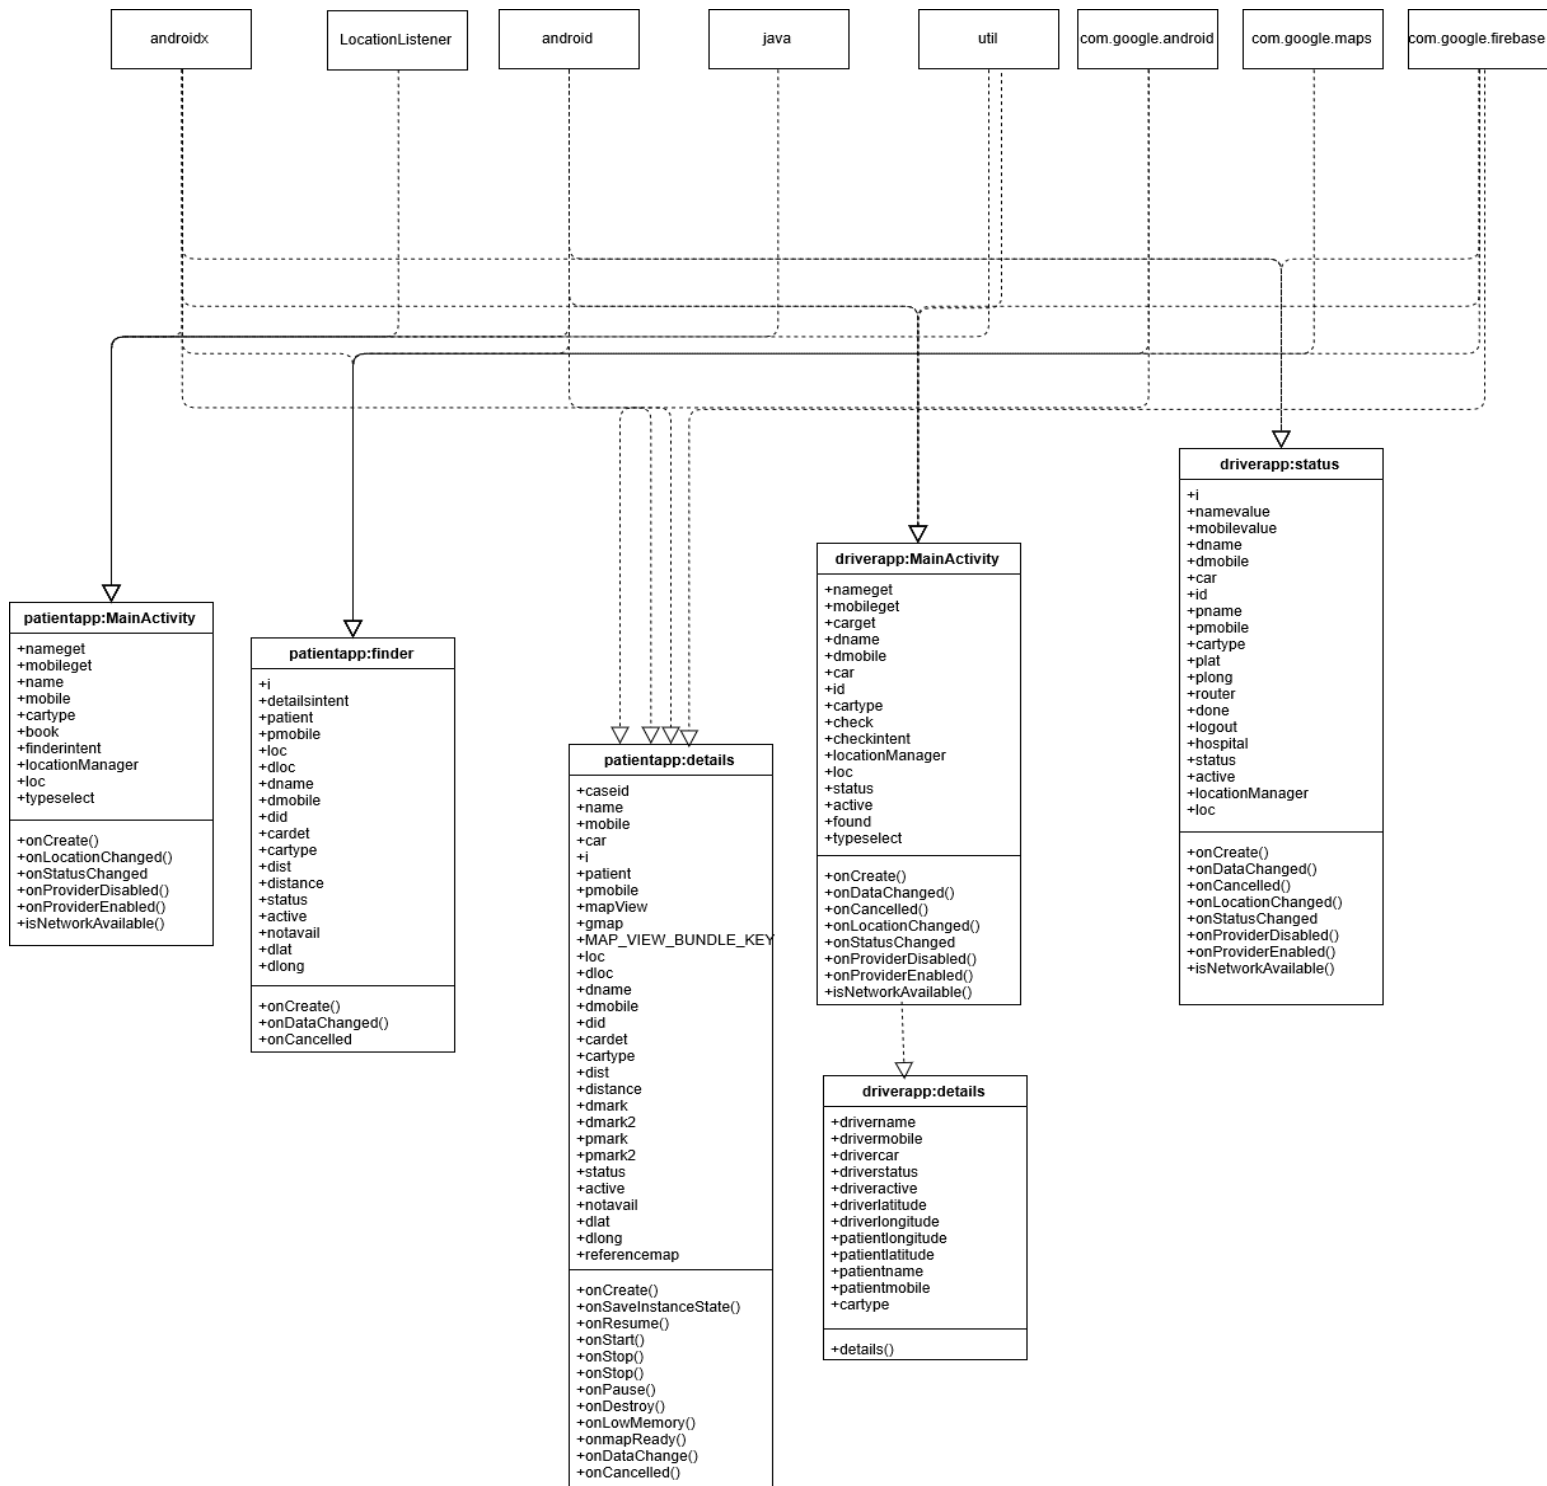 androidx
LocationListener
android
java
util
com.google.android
com.google.maps
com.google.firebase
patientapp:MainActivity
+nameget
+mobileget
+name
+mobile
+cartype
+book
+finderintent
+locationManager
+loc
+typeselect
+onCreate()
+onLocationChanged()
+onStatusChanged
+onProviderDisabled()
+onProviderEnabled()
+isNetworkAvailable()
patientapp:finder
+i
+detailsintent
+patient
+pmobile
+loc
+dloc
+dname
+dmobile
+did
+cardet
+cartype
+dist
+distance
+status
+active
+notavail
+dlat
+dlong
+onCreate()
+onDataChanged()
+onCancelled
patientapp:details
+caseid
+name
+mobile
+car
+i
+patient
+pmobile
+mapView
+gmap
+MAP_VIEW_BUNDLE_KEY
+loc
+dloc
+dname
+dmobile
+did
+cardet
+cartype
+dist
+distance
+dmark
+dmark2
+pmark
+pmark2
+status
+active
+notavail
+dlat
+dlong
+referencemap
+onCreate()
+onSaveInstanceState()
+onResume()
+onStart()
+onStop()
+onStop()
+onPause()
+onDestroy()
+onLowMemory()
+onmapReady()
+onDataChange()
+onCancelled()
driverapp:MainActivity
+nameget
+mobileget
+carget
+dname
+dmobile
+car
+id
+cartype
+check
+checkintent
+locationManager
+loc
+status
+active
+found
+typeselect
+onCreate()
+onDataChanged()
+onCancelled()
+onLocationChanged()
+onStatusChanged
+onProviderDisabled()
+onProviderEnabled()
+isNetworkAvailable()
driverapp:details
+drivername
+drivermobile
+drivercar
+driverstatus
+driveractive
+driverlatitude
+driverlongitude
+patientlongitude
+patientlatitude
+patientname
+patientmobile
+cartype
+details()
driverapp:status
+i
+namevalue
+mobilevalue
+dname
+dmobile
+car
+id
+pname
+pmobile
+cartype
+plat
+plong
+router
+done
+logout
+hospital
+status
+active
+locationManager
+loc
+onCreate()
+onDataChanged()
+onCancelled()
+onLocationChanged()
+onStatusChanged
+onProviderDisabled()
+onProviderEnabled()
+isNetworkAvailable()